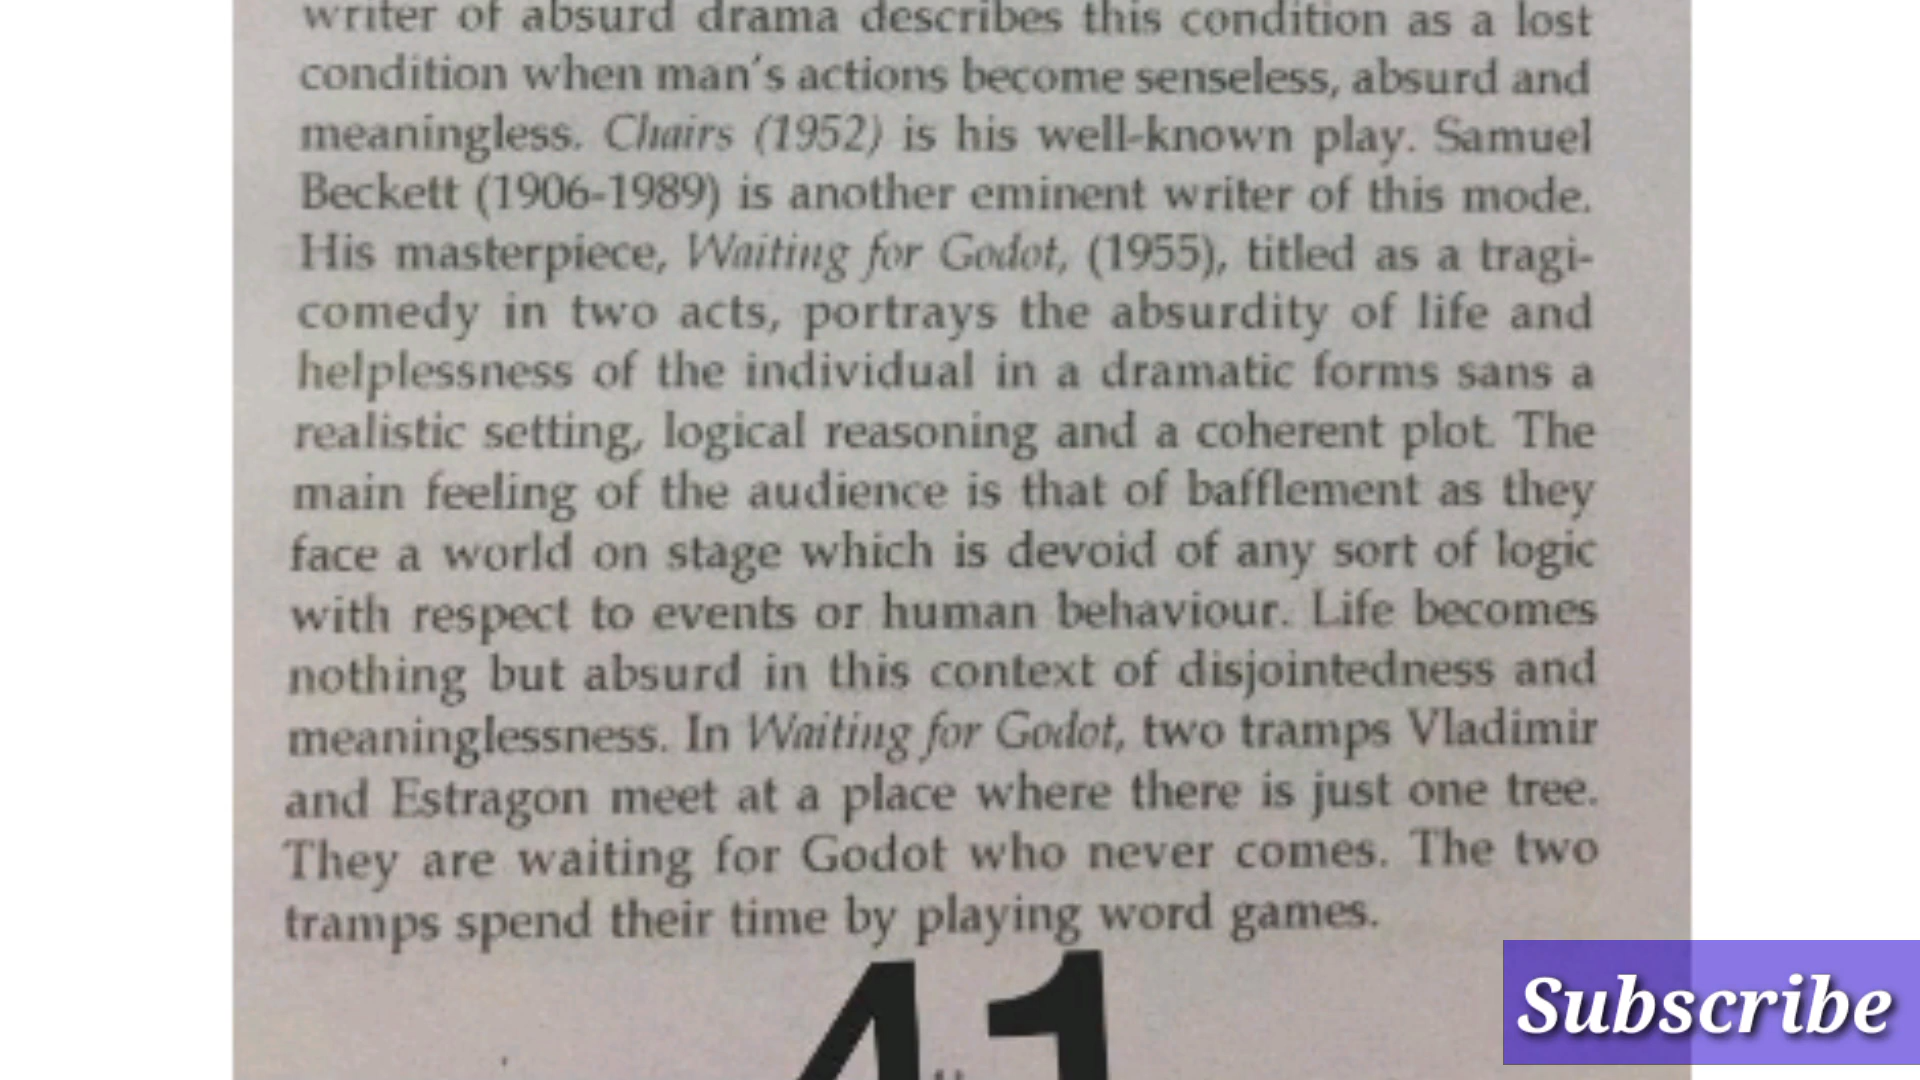 writer of absurd drama describes this condition as a lost
condition when man's actions become senseless, absurd and
meaningless. Chairs (1952) is his well-known play. Samuel
Beckett (1906-1989) is another eminent writer of this mode.
His masterpiece, Waiting for Godot, (1955), titled as a tragi-
comedy in two acts, portrays the absurdity of life and
helplessness of the individual in a dramatic forms sans a
realistic setting, logical reasoning and a coherent plot. The
main feeling of the audience is that of bafflement as they
face a world on stage which is devoid of any sort of logic
with respect to events or human behaviour. Life becomes
nothing but absurd in this context of disjointedness and
meaninglessness. In Waiting for Godot, two tramps Vladimir
and Estragon meet at a place where there is just one tree.
They are waiting for Godot who never comes. The two
tramps spend their time by playing word games.
41
Subscribe